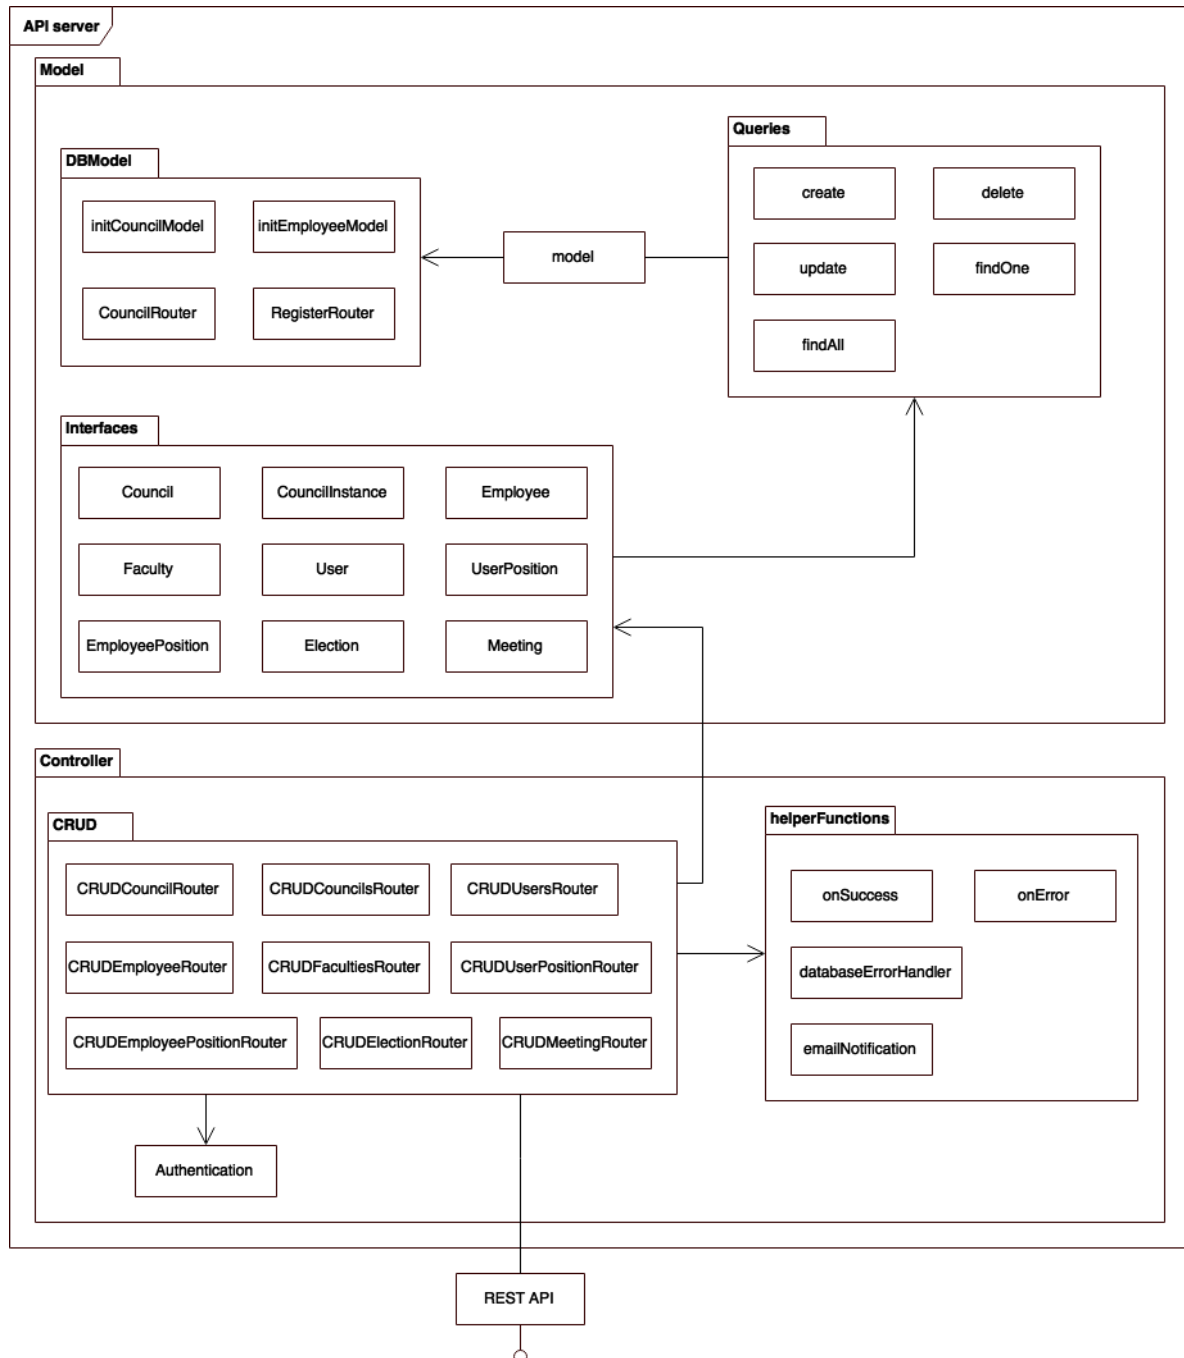 API server
Model
Queries
DBModel
create
delete
initCouncilModel
initEmployeeModel
model
update
findOne
CouncilRouter
RegisterRouter
findAll
Interfaces
Council
CouncilInstance
Employee
Faculty
User
UserPosition
EmployeePosition
Election
Meeting
Controller
CRUD
helperFunctions
CRUDCouncilRouter
CRUDCouncilsRouter
CRUDUsersRouter
onSuccess
onError
CRUDEmployeeRouter
CRUDFacultiesRouter
CRUDUserPositionRouter
databaseErrorHandler
CRUDEmployeePositionRouter
CRUDElectionRouter
CRUDMeetingRouter
emailNotification
Authentication
REST API